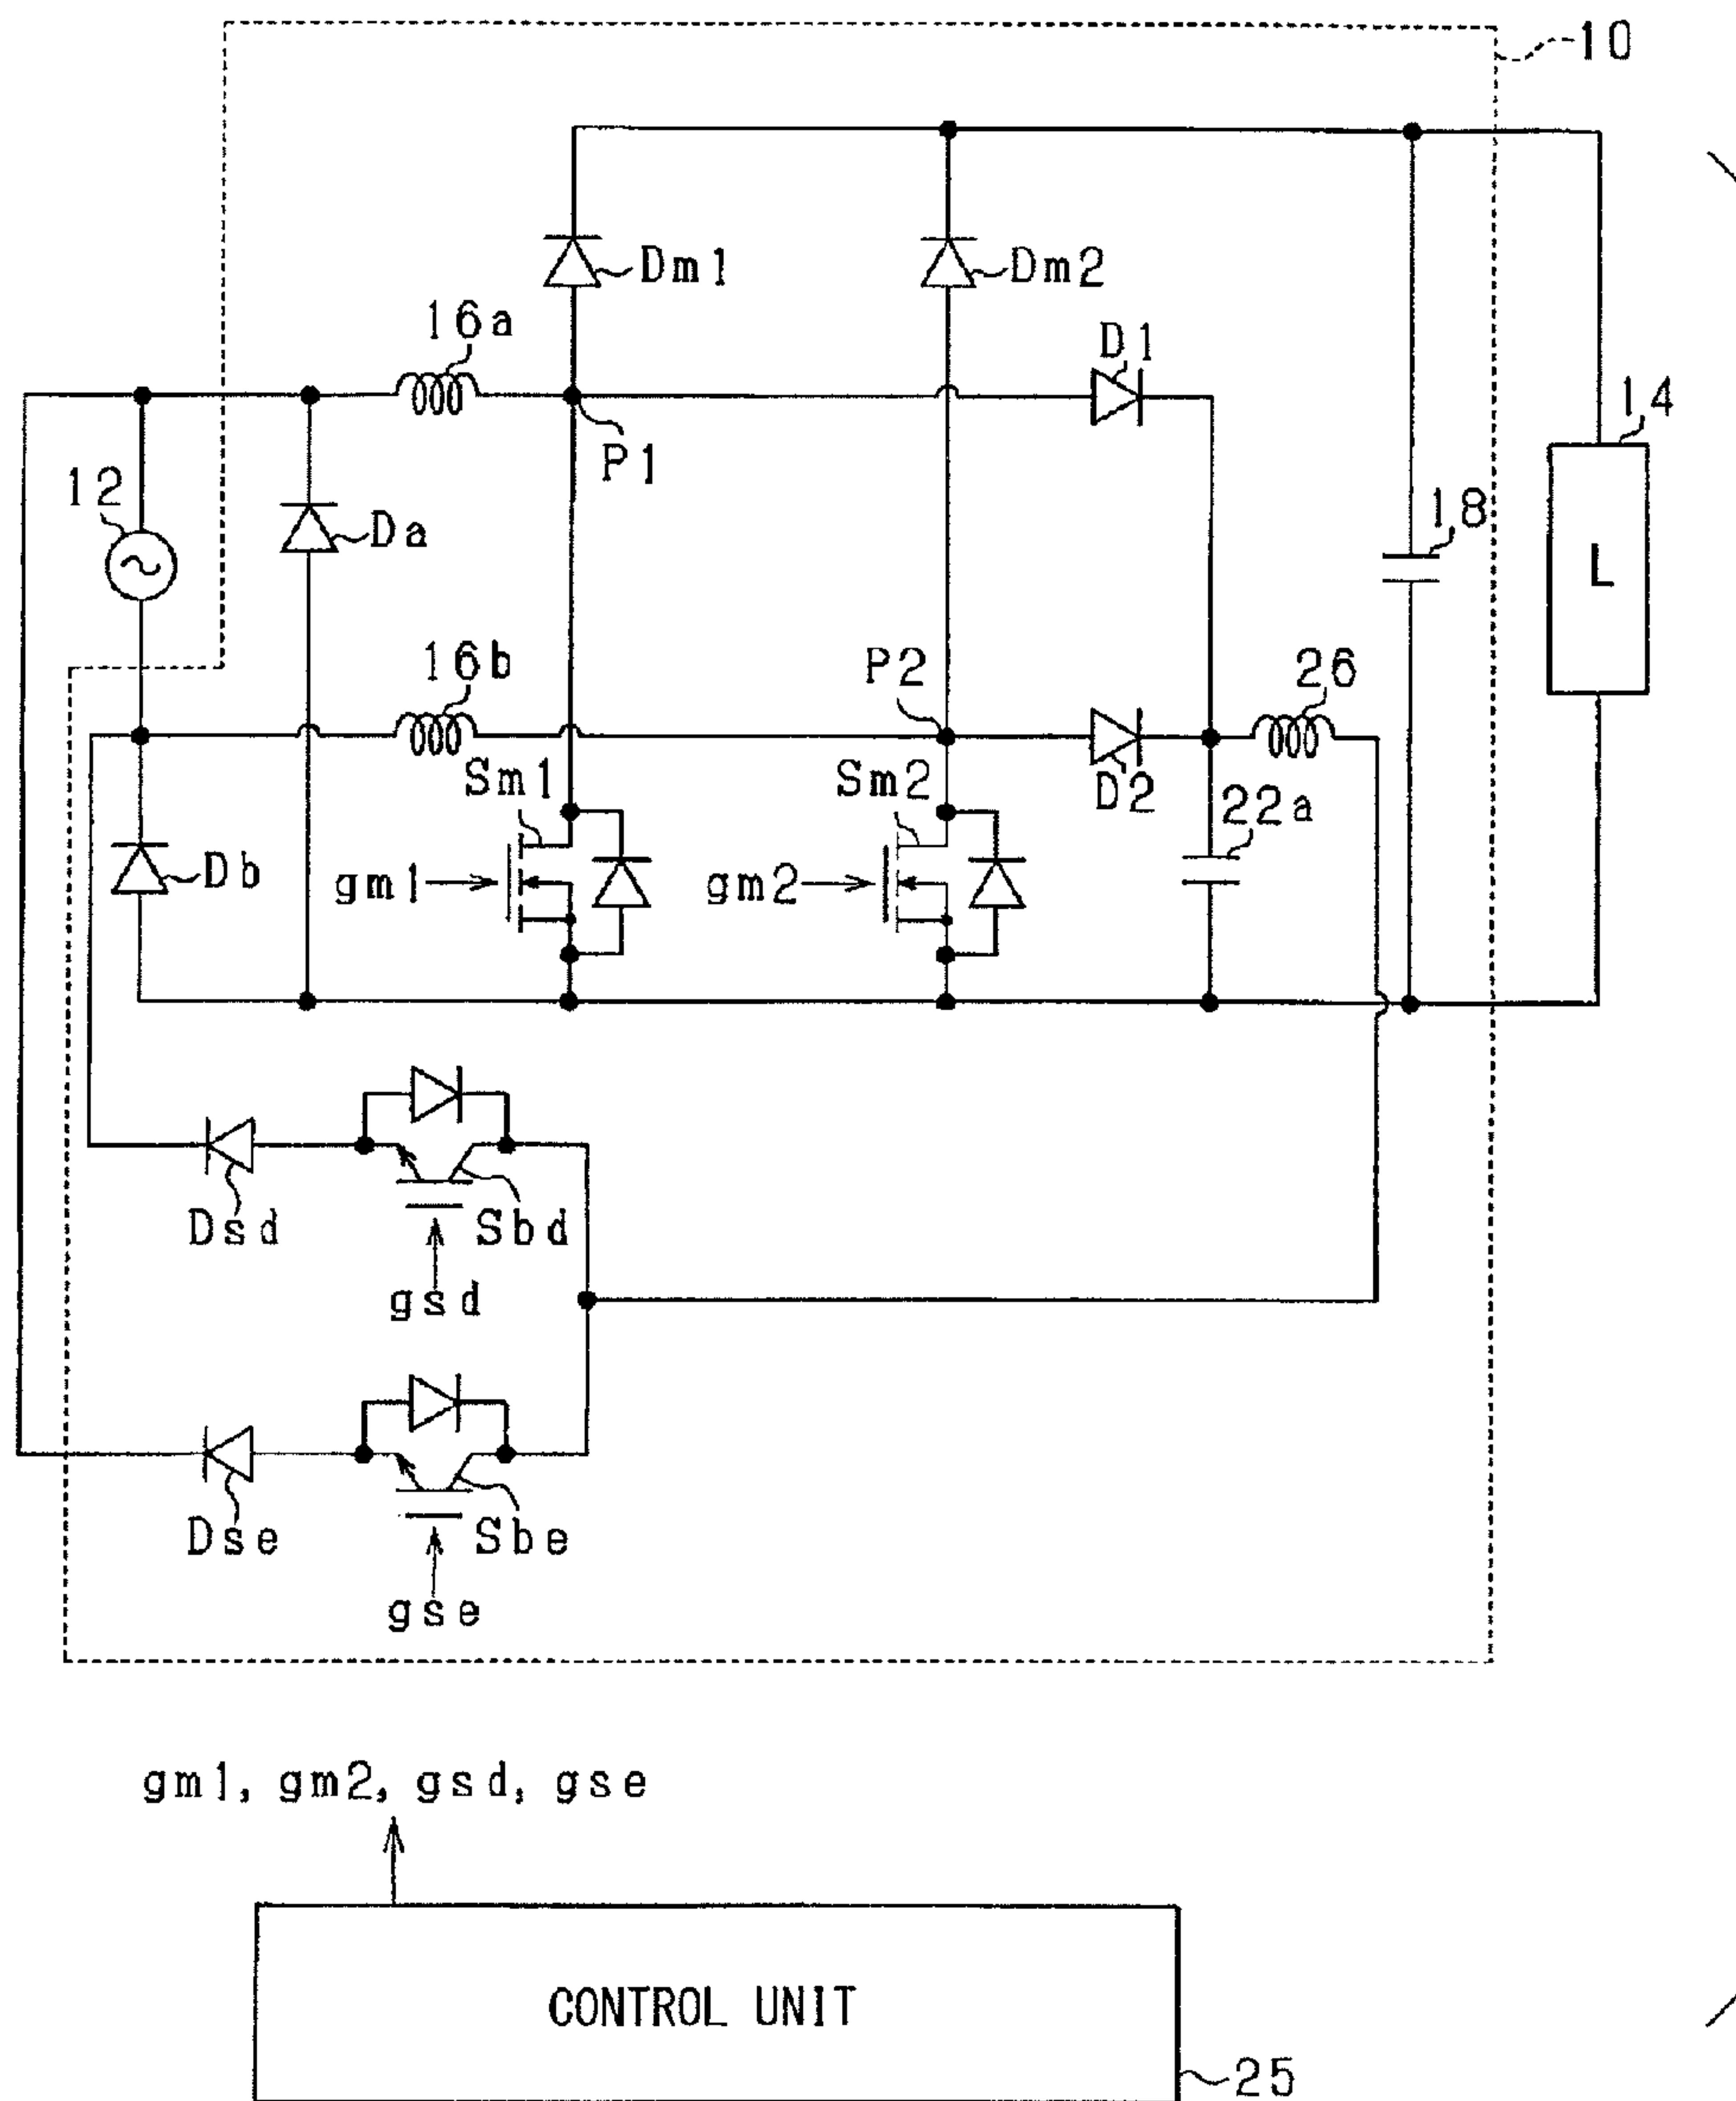 10
Dm1
Dm2
16a
D1
14
P1
12
Da
18
L
16b
P2
26
Sm1
Sm2
D2
22a
Db
gm1
gm2
Dsd
Sbd
gsd
Dse
Sbe
gse
gm1, gm2, gsd, gse
CONTROL UNIT
25